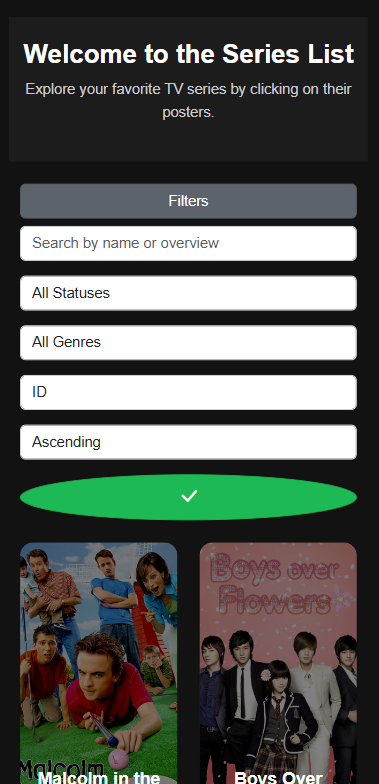 Welcome to the Series List
Explore your favorite TV series by clicking on their
posters.
Filters
Search by name or overview
All Statuses
All Genres
ID
Ascending
Boys over
Flowers
Malcolm
Malcolm in the
Boys Over